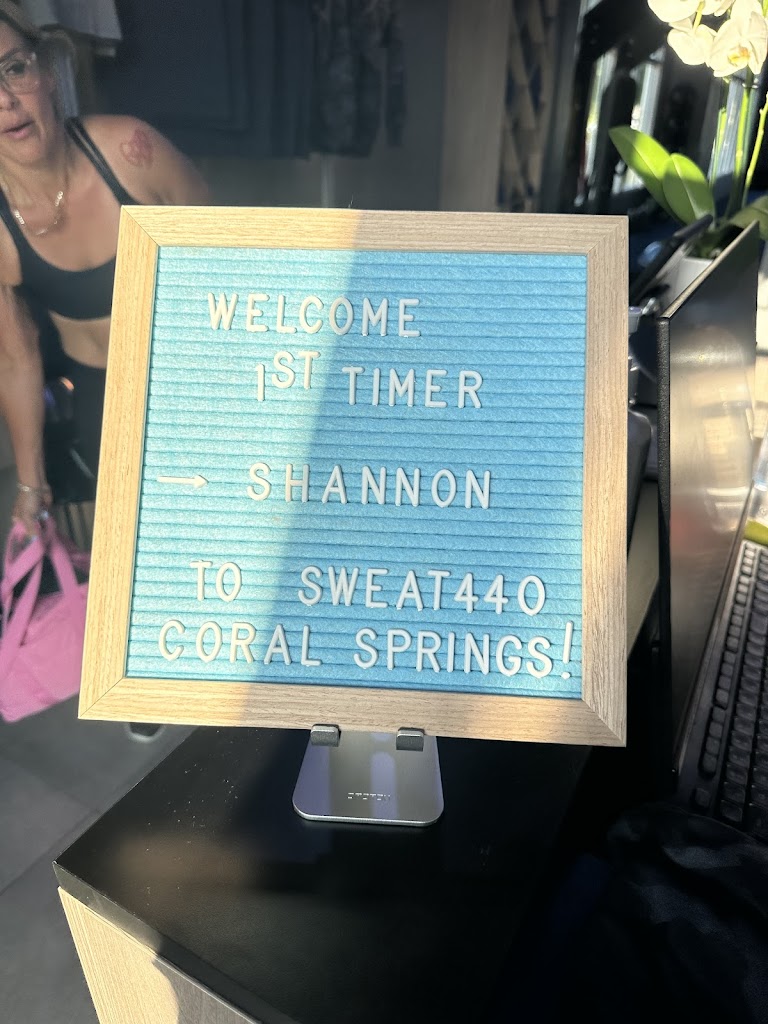 WELCOME
1ST TIMER
→ SHANNON
TO SWEAT440
CORAL SPRINGS!